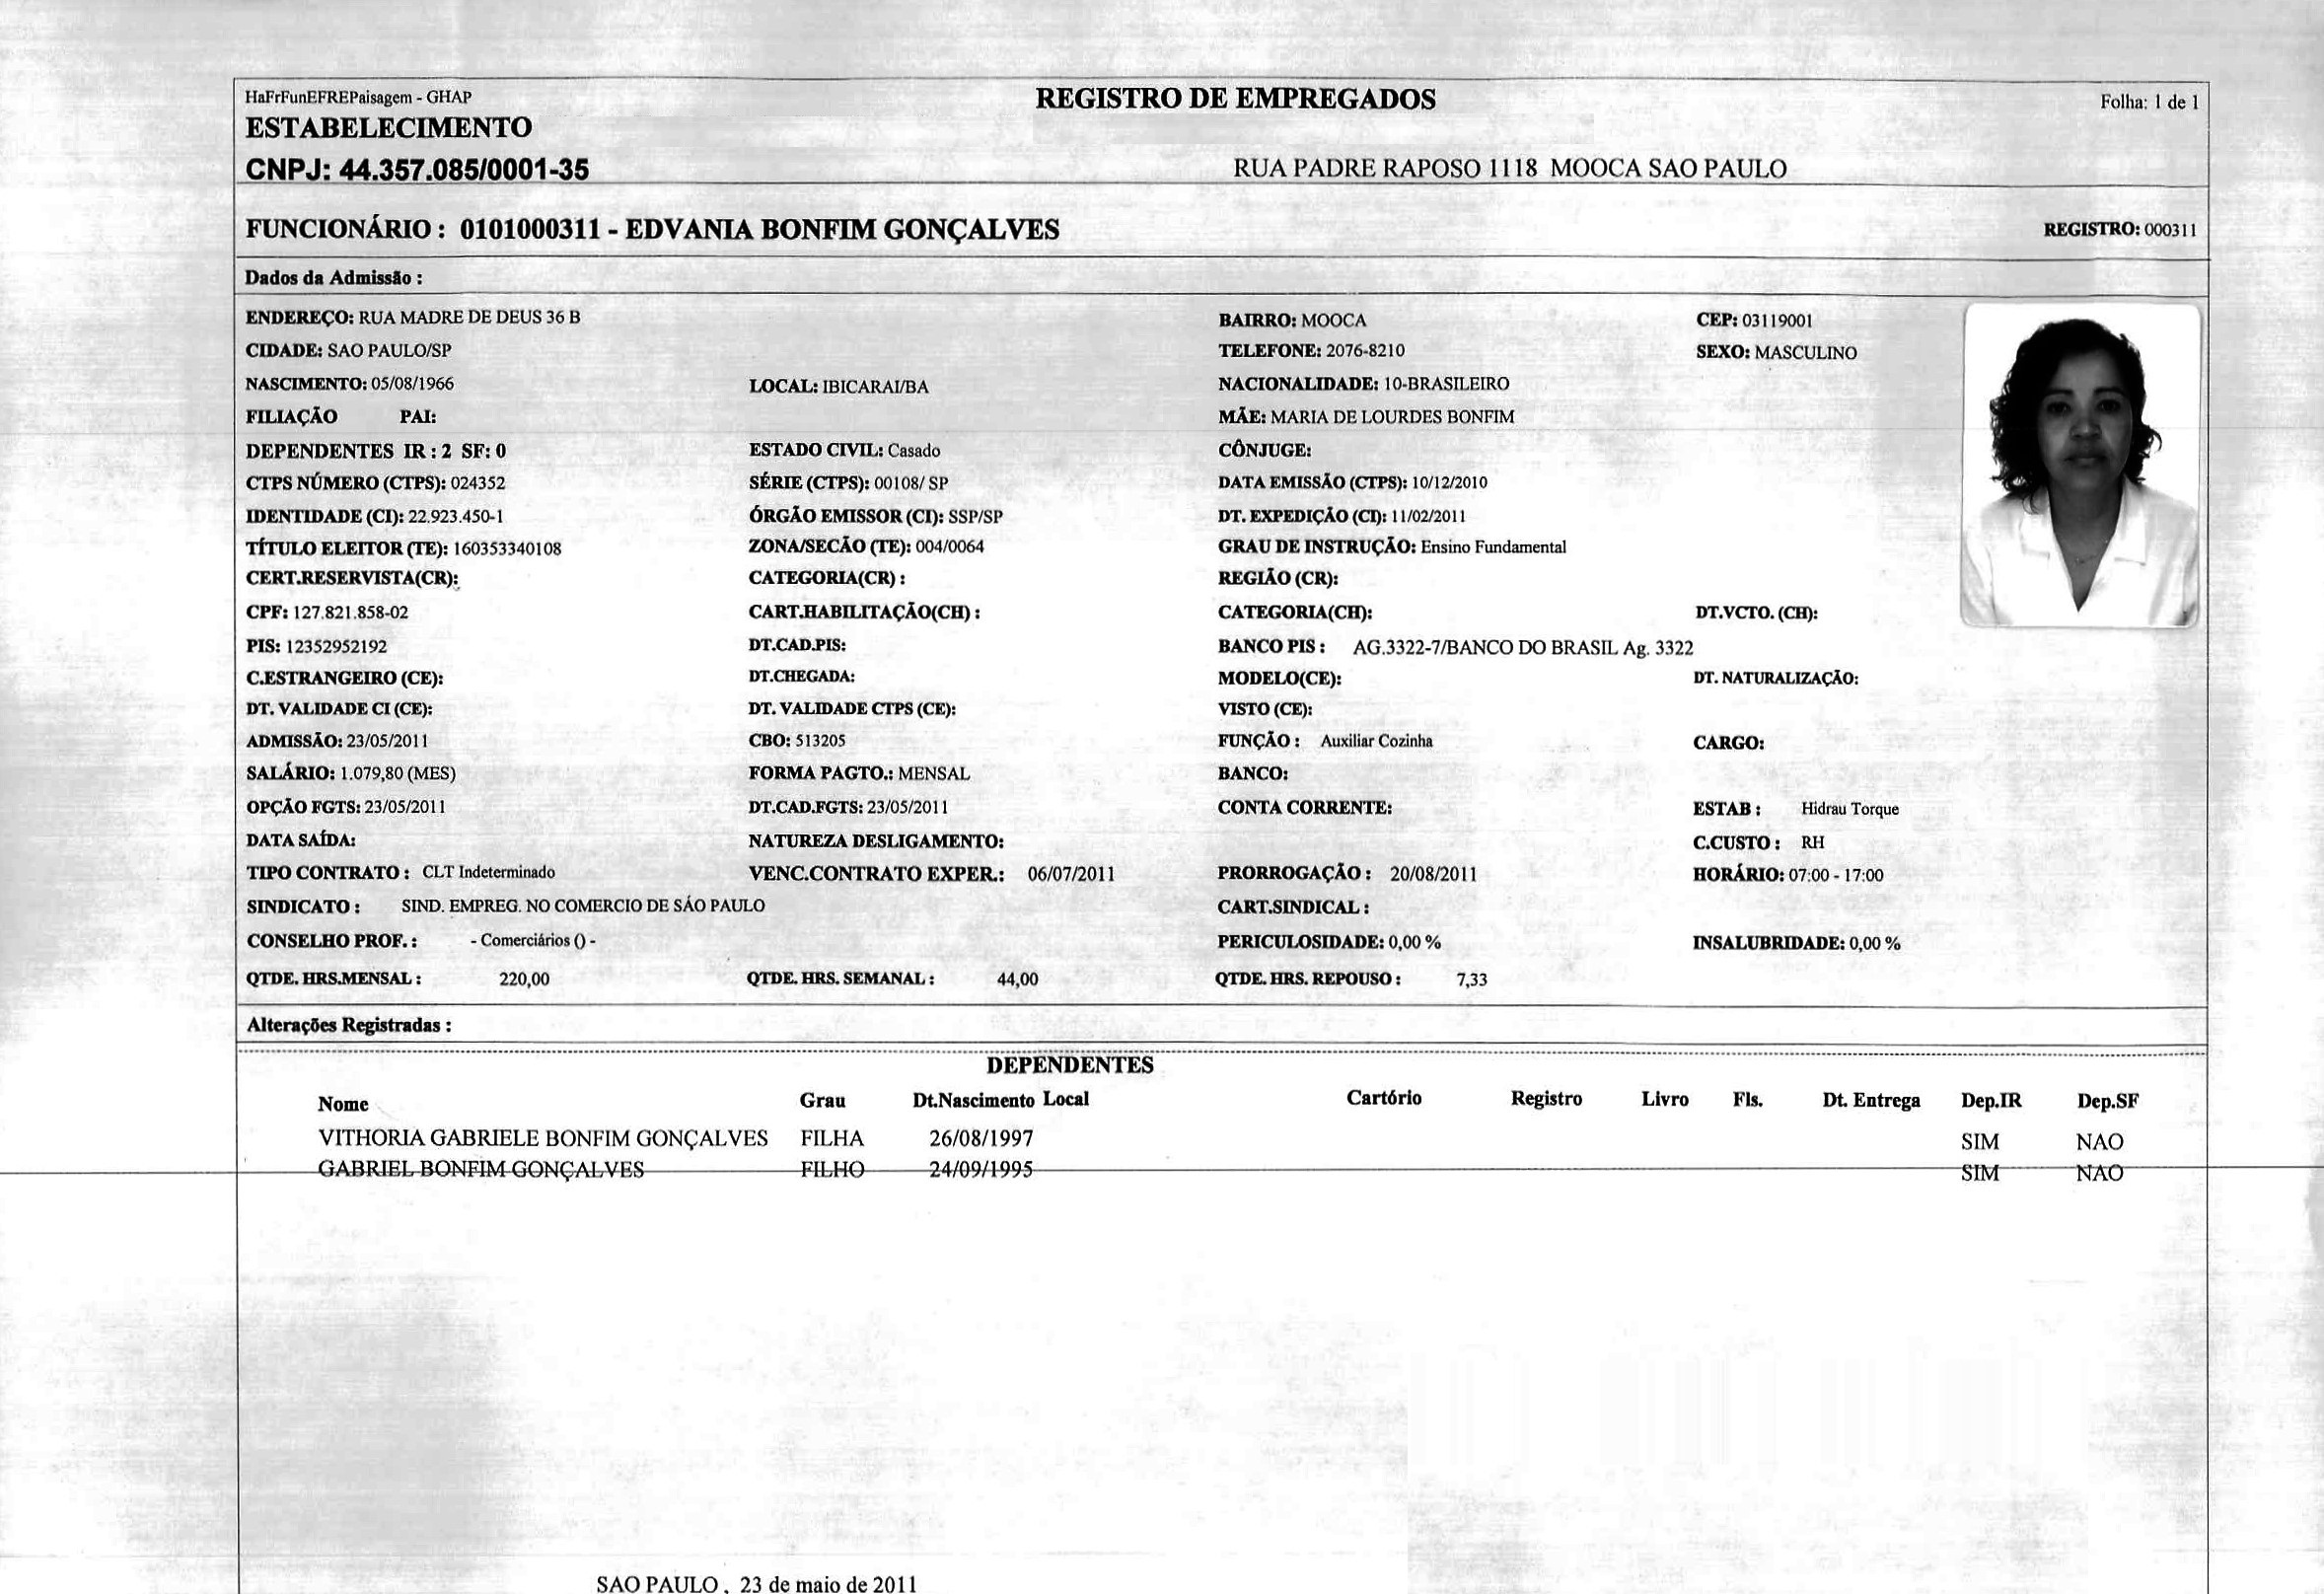 HaFrFunEFREPaisagem - GHAP REGISTRO DE EMPREGADOS Folha: 1 de 1
ESTABELECIMENTO
CNPJ: 44.357.085/0001-35 RUA PADRE RAPOSO 1118 MOOCA SAO PAULO
FUNCIONÁRIO : 0101000311 - EDVANIA BONFIM GONÇALVES REGISTRO: 000311
Dados da Admissão :
ENDEREÇO: RUA MADRE DE DEUS 36 B BAIRRO: MOOCA CEP: 03119001
CIDADE: SAO PAULO/SP TELEFONE: 2076-8210 SEXO: MASCULINO
NASCIMENTO: 05/08/1966 LOCAL: IBICARAI/BA NACIONALIDADE: 10-BRASILEIRO
FILIAÇÃO PAI: MÃE: MARIA DE LOURDES BONFIM
DEPENDENTES IR : 2 SF: 0 ESTADO CIVIL: Casado CÔNJUGE:
CTPS NÚMERO (CTPS): 024352 SÉRIE (CTPS): 00108/ SP DATA EMISSÃO (CTPS): 10/12/2010
IDENTIDADE (CI): 22.923.450-1 ÓRGÃO EMISSOR (CI): SSP/SP DT. EXPEDIÇÃO (CI): 11/02/2011
TÍTULO ELEITOR (TE): 160353340108 ZONA/SECÃO (TE): 004/0064 GRAU DE INSTRUÇÃO: Ensino Fundamental
CERT.RESERVISTA(CR): CATEGORIA(CR) : REGIÃO (CR):
CPF: 127.821.858-02 CART.HABILITAÇÃO(CH) : CATEGORIA(CH): DT.VCTO. (CH):
PIS: 12352952192 DT.CAD.PIS: BANCO PIS : AG.3322-7/BANCO DO BRASIL Ag. 3322
C.ESTRANGEIRO (CE): DT.CHEGADA: MODELO(CE): DT. NATURALIZAÇÃO:
DT. VALIDADE CI (CE): DT. VALIDADE CTPS (CE): VISTO (CE):
ADMISSÃO: 23/05/2011 CBO: 513205 FUNÇÃO : Auxiliar Cozinha CARGO:
SALÁRIO: 1.079,80 (MES) FORMA PAGTO.: MENSAL BANCO:
OPÇÃO FGTS: 23/05/2011 DT.CAD.FGTS: 23/05/2011 CONTA CORRENTE: ESTAB : Hidrau Torque
DATA SAÍDA: NATUREZA DESLIGAMENTO: C.CUSTO : RH
TIPO CONTRATO : CLT Indeterminado VENC.CONTRATO EXPER.: 06/07/2011 PRORROGAÇÃO : 20/08/2011 HORÁRIO: 07:00 - 17:00
SINDICATO : SIND. EMPREG. NO COMERCIO DE SÁO PAULO CART.SINDICAL :
CONSELHO PROF. : - Comerciários () - PERICULOSIDADE: 0,00 % INSALUBRIDADE: 0,00 %
QTDE. HRS.MENSAL : 220,00 QTDE. HRS. SEMANAL : 44,00 QTDE. HRS. REPOUSO : 7,33
Alterações Registradas :
DEPENDENTES
Nome Grau Dt.Nascimento Local Cartório Registro Livro Fls. Dt. Entrega Dep.IR Dep.SF
VITHORIA GABRIELE BONFIM GONÇALVES FILHA 26/08/1997 SIM NAO
GABRIEL BONFIM GONÇALVES FILHO 24/09/1995 SIM NAO
SAO PAULO , 23 de maio de 2011